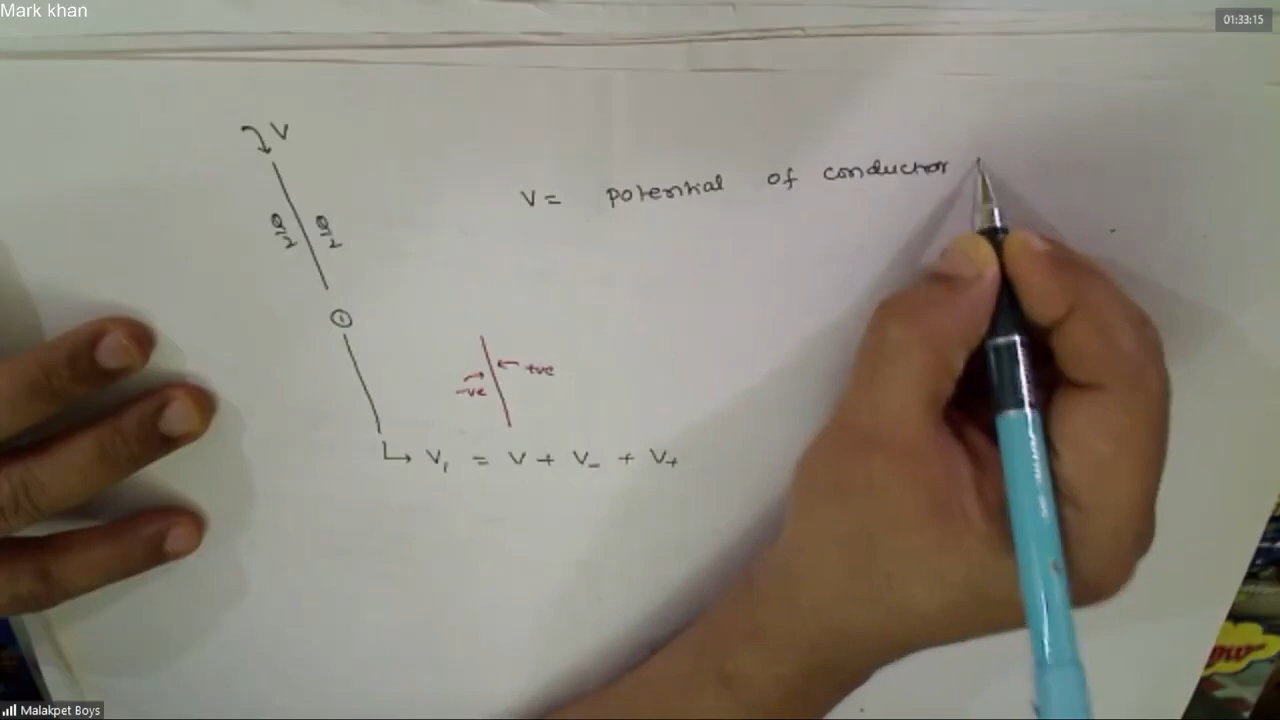 Mark khan
01:33:15
V
V = potential of conductor
Q/2 Q/2
1
-ve +ve
V₁ = V + V₋ + V₊
Malakpet Boys